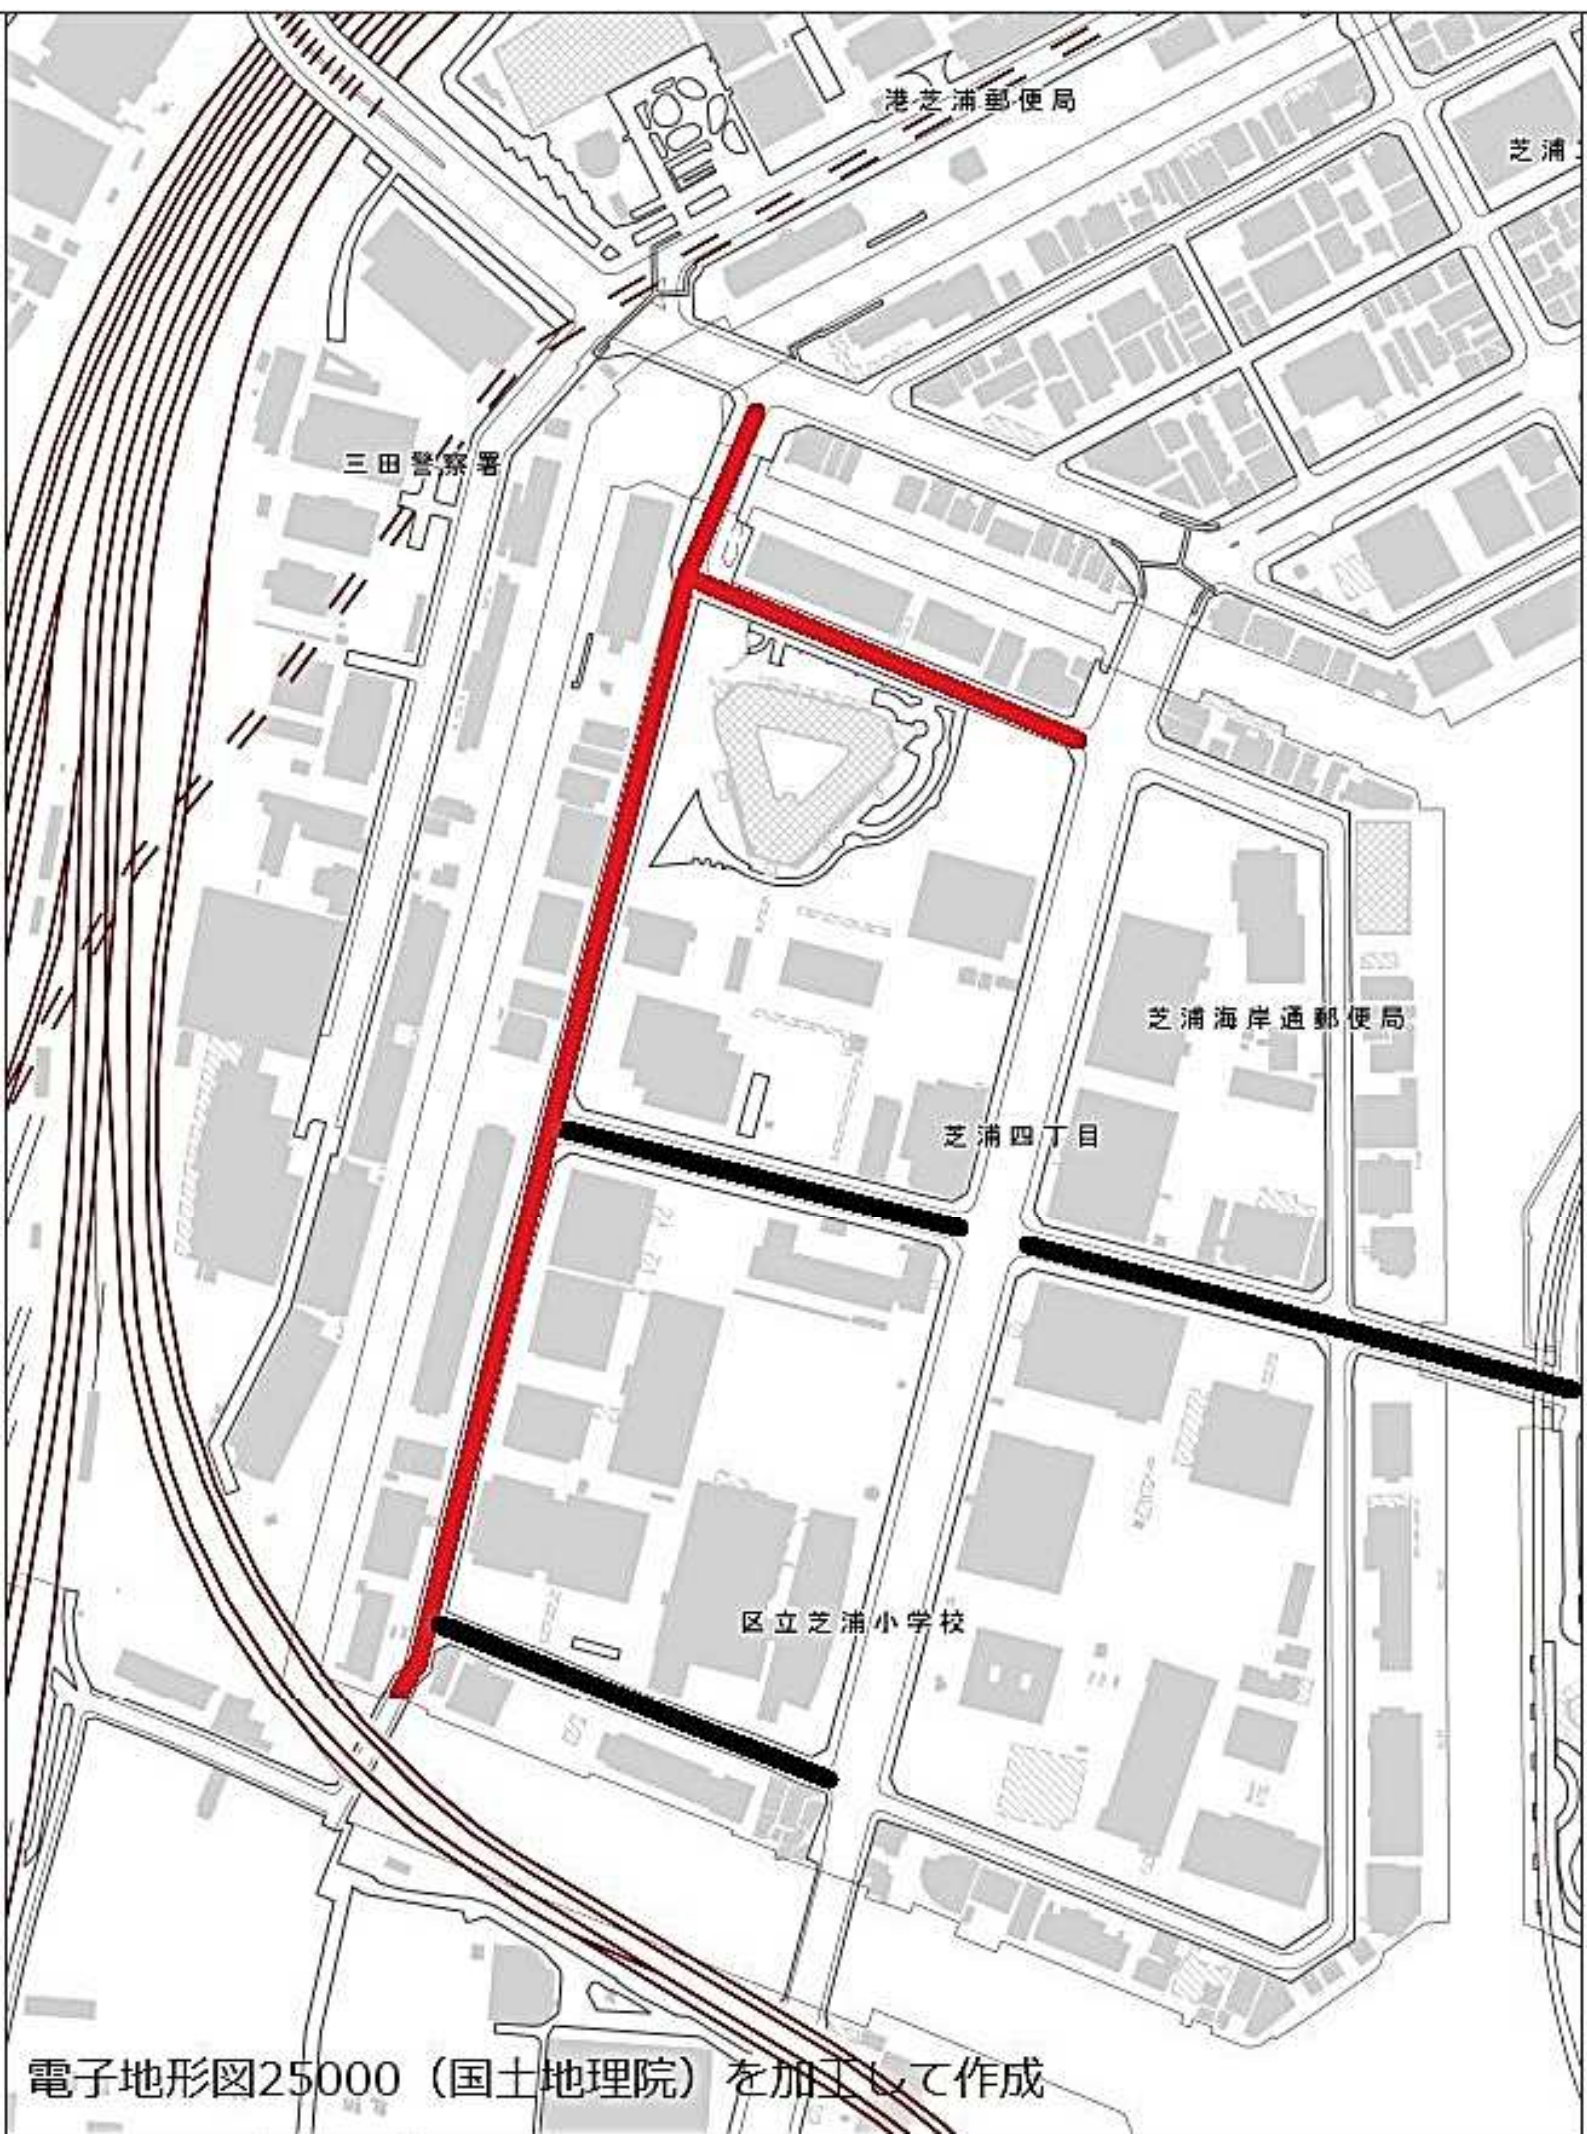 港芝浦郵便局
芝浦
三田警察署
芝浦海岸通郵便局
芝浦四丁目
区立芝浦小学校
電子地形図25000（国土地理院）を加工して作成